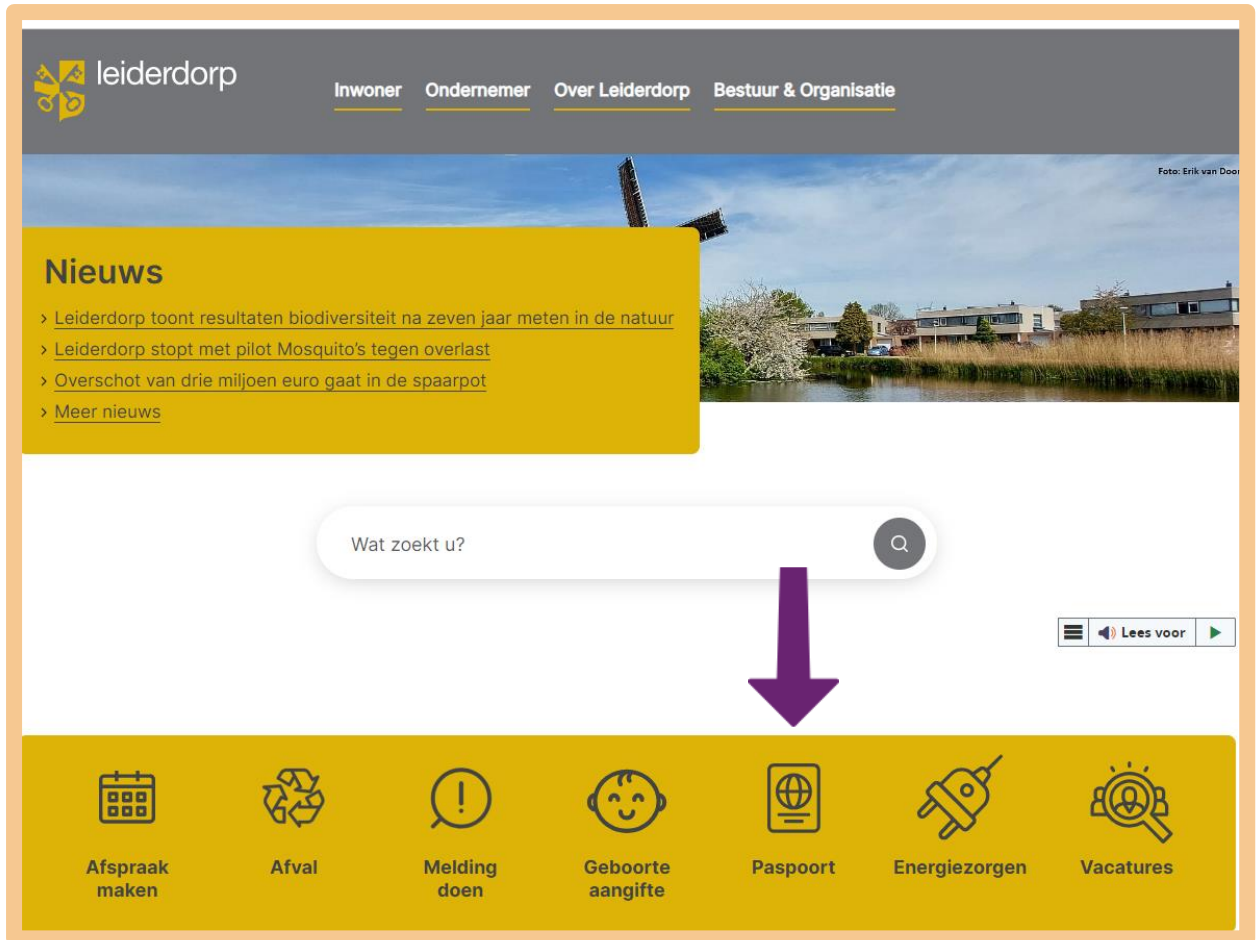 leiderdorp
Inwoner Ondernemer Over Leiderdorp Bestuur & Organisatie
Foto: Erik van Door
Nieuws
› Leiderdorp toont resultaten biodiversiteit na zeven jaar meten in de natuur
› Leiderdorp stopt met pilot Mosquito's tegen overlast
› Overschot van drie miljoen euro gaat in de spaarpot
› Meer nieuws
Wat zoekt u?
Lees voor
Afspraak maken
Afval
Melding doen
Geboorte aangifte
Paspoort
Energiezorgen
Vacatures